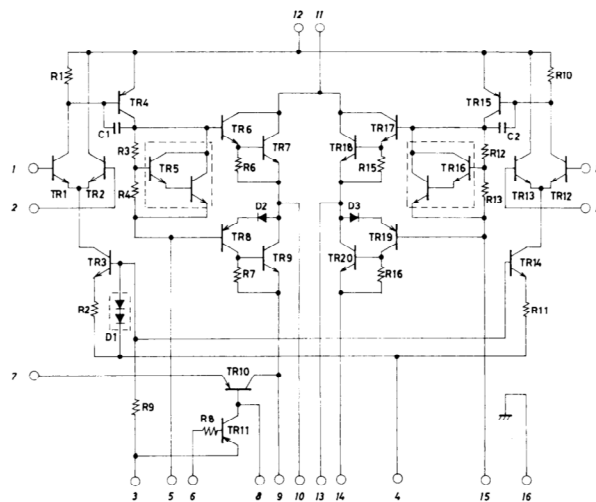 12 11
R1 R10
TR4 TR15
C1 TR6 TR17 C2
R3 TR5 TR7 TR18 TR16 R12
1 R6 R15
TR1 TR2 R4 TR13 TR12 R13
2 D2 D3
TR8 TR19
TR3 TR9 TR20 TR14
R7 R16
R2 R11
D1
7 TR10
R9
R8 TR11
3 5 6 8 9 10 13 14 4 15 16